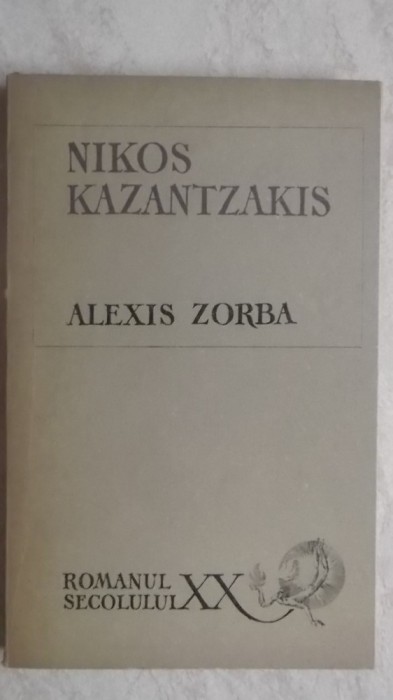 NIKOS
KAZANTZAKIS
ALEXIS ZORBA
ROMANUL
SECOLULUI XX